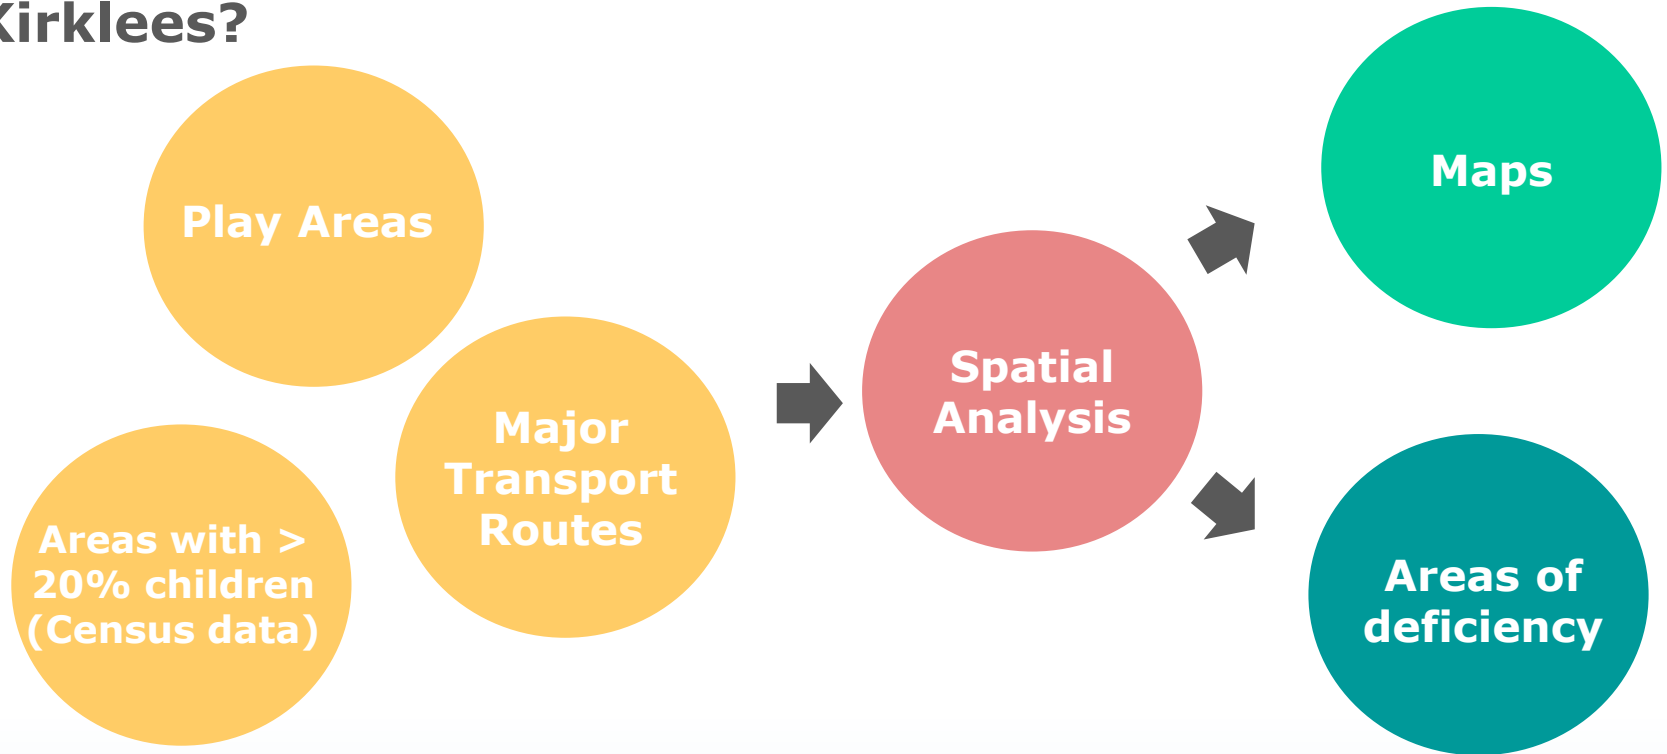 Kirklees?
Play Areas
Major
Transport
Routes
Areas with >
20% children
(Census data)
Spatial
Analysis
Maps
Areas of
deficiency